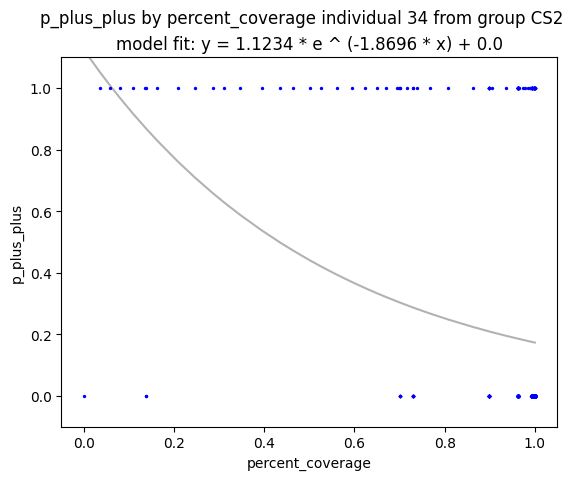 p_plus_plus by percent_coverage individual 34 from group CS2
model fit: y = 1.1234 * e ^ (-1.8696 * x) + 0.0
1.0
0.8
0.6
0.4
0.2
0.0
p_plus_plus
0.0 0.2 0.4 0.6 0.8 1.0
percent_coverage